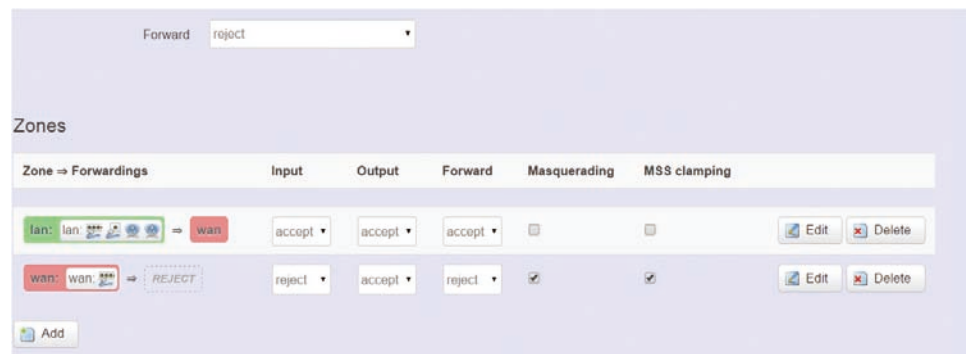 Forward reject
Zones
Zone ⇒ Forwardings Input Output Forward Masquerading MSS clamping
lan: lan: ⇒ wan accept accept accept Edit Delete
wan: wan: ⇒ REJECT reject accept reject Edit Delete
Add